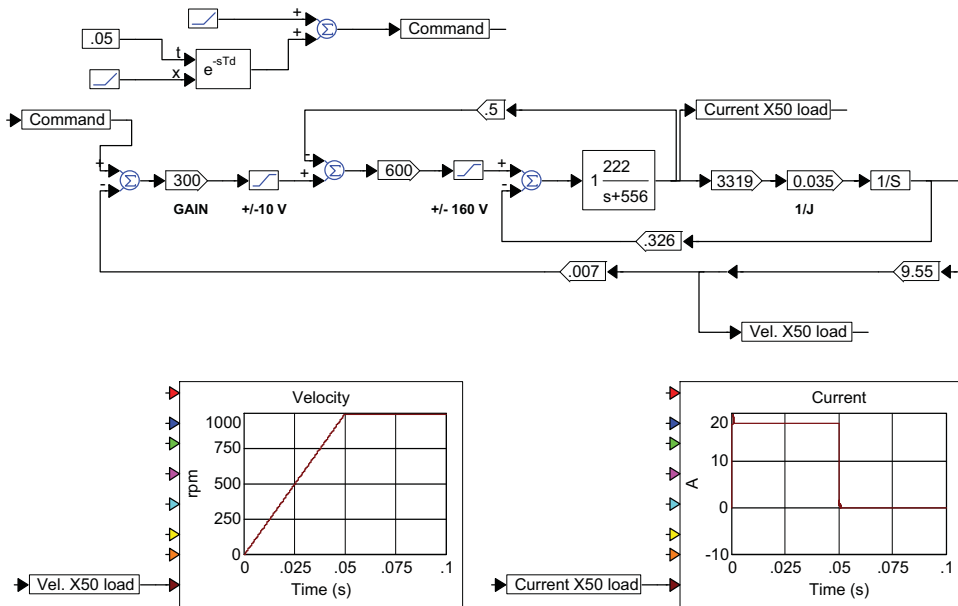 +
+
Σ
Command
.05
t
x
e-sTd
Command
.5
Current X50 load
+
-
Σ
300
GAIN
+/-10 V
-
+
Σ
600
+/- 160 V
+
-
Σ
1 222
s+556
3319
0.035
1/J
1/S
.326
.007
9.55
Vel. X50 load
Velocity
1000
750
500
250
0
rpm
0 .025 .05 .075 .1
Time (s)
Vel. X50 load
Current
20
10
0
-10
A
0 .025 .05 .075 .1
Time (s)
Current X50 load